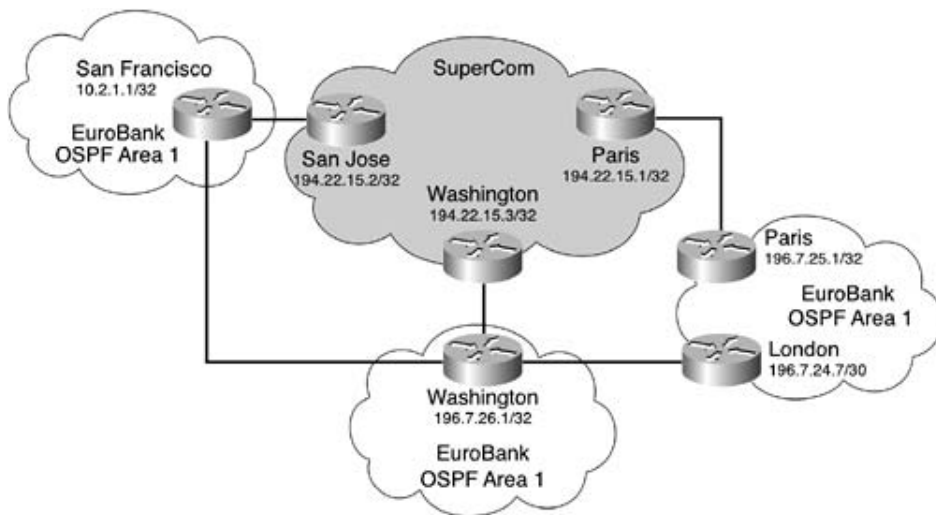 San Francisco
10.2.1.1/32
EuroBank
OSPF Area 1
SuperCom
San Jose
194.22.15.2/32
Paris
194.22.15.1/32
Washington
194.22.15.3/32
Paris
196.7.25.1/32
EuroBank
OSPF Area 1
London
196.7.24.7/30
Washington
196.7.26.1/32
EuroBank
OSPF Area 1